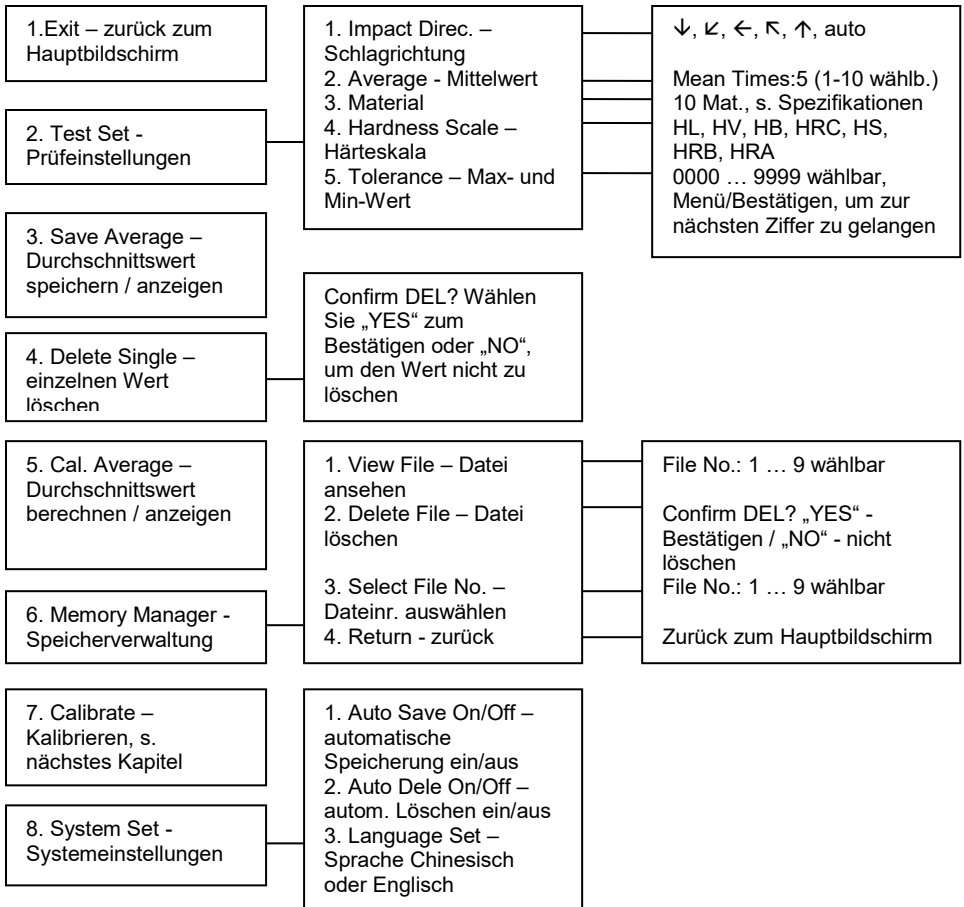 1.Exit – zurück zum
Hauptbildschirm
2. Test Set -
Prüfeinstellungen
1. Impact Direc. –
Schlagrichtung
2. Average - Mittelwert
3. Material
4. Hardness Scale –
Härteskala
5. Tolerance – Max- und
Min-Wert
↓, ↙, ←, ↖, ↑, auto
Mean Times:5 (1-10 wählb.)
10 Mat., s. Spezifikationen
HL, HV, HB, HRC, HS,
HRB, HRA
0000 … 9999 wählbar,
Menü/Bestätigen, um zur
nächsten Ziffer zu gelangen
3. Save Average –
Durchschnittswert
speichern / anzeigen
4. Delete Single –
einzelnen Wert
löschen
Confirm DEL? Wählen
Sie „YES“ zum
Bestätigen oder „NO“,
um den Wert nicht zu
löschen
5. Cal. Average –
Durchschnittswert
berechnen / anzeigen
6. Memory Manager -
Speicherverwaltung
1. View File – Datei
ansehen
2. Delete File – Datei
löschen
3. Select File No. –
Dateinr. auswählen
4. Return - zurück
File No.: 1 … 9 wählbar
Confirm DEL? „YES“ -
Bestätigen / „NO“ - nicht
löschen
File No.: 1 … 9 wählbar
Zurück zum Hauptbildschirm
7. Calibrate –
Kalibrieren, s.
nächstes Kapitel
8. System Set -
Systemeinstellungen
1. Auto Save On/Off –
automatische
Speicherung ein/aus
2. Auto Dele On/Off –
autom. Löschen ein/aus
3. Language Set –
Sprache Chinesisch
oder Englisch